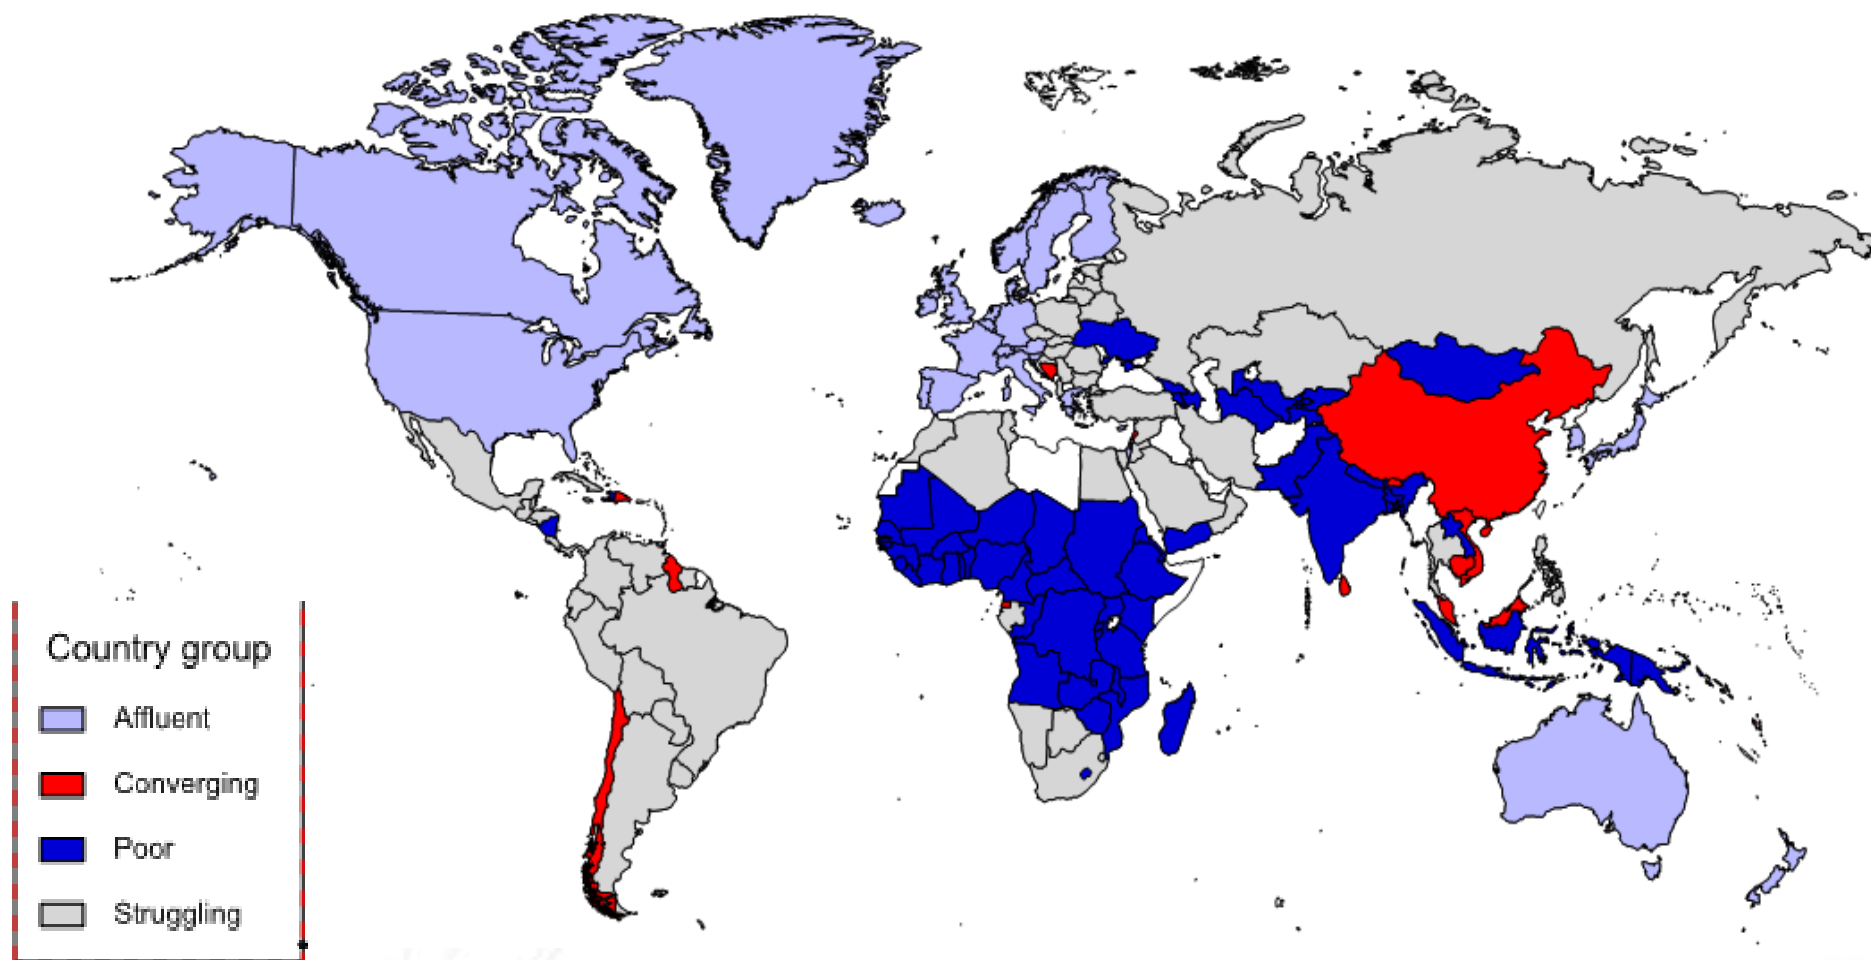 Country group
Affluent
Converging
Poor
Struggling